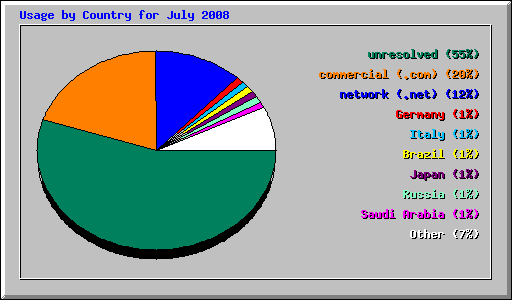 Usage by Country for July 2008
unresolved (55%)
commercial (.com) (20%)
network (.net) (12%)
Germany (1%)
Italy (1%)
Brazil (1%)
Japan (1%)
Russia (1%)
Saudi Arabia (1%)
Other (7%)